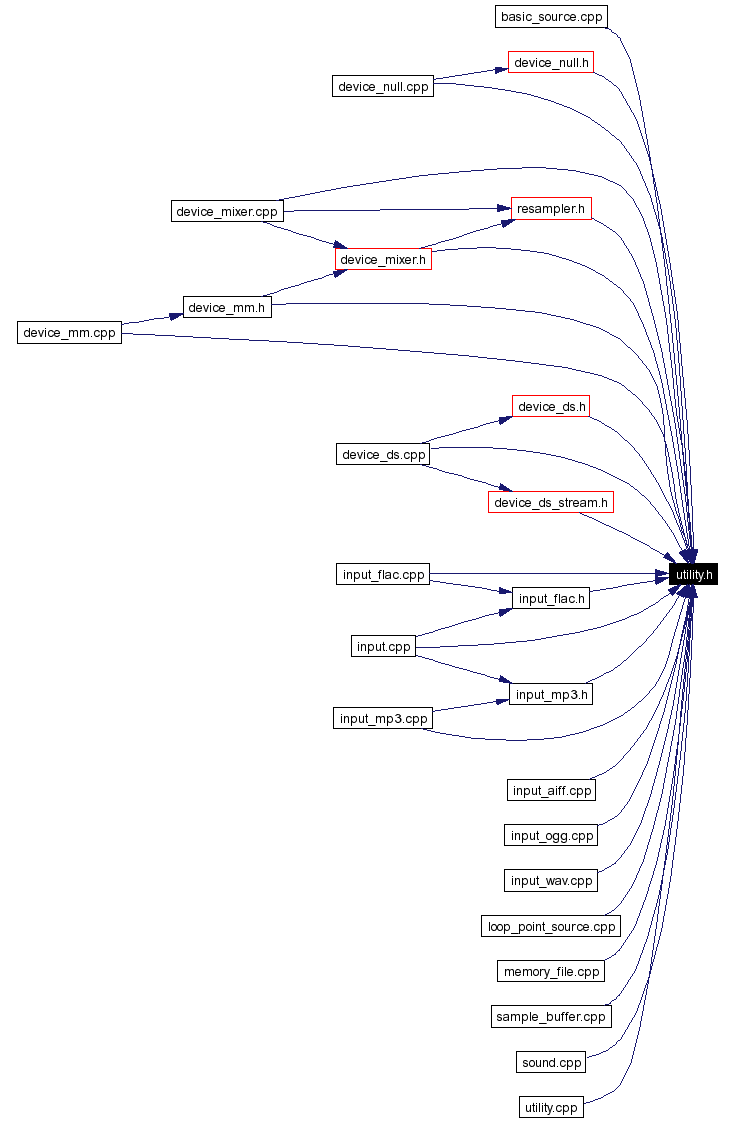 basic_source.cpp
device_null.h
device_null.cpp
resampler.h
device_mixer.cpp
device_mixer.h
device_mm.h
device_mm.cpp
device_ds.h
device_ds.cpp
device_ds_stream.h
input_flac.cpp
utility.h
input_flac.h
input.cpp
input_mp3.h
input_mp3.cpp
input_aiff.cpp
input_ogg.cpp
input_wav.cpp
loop_point_source.cpp
memory_file.cpp
sample_buffer.cpp
sound.cpp
utility.cpp